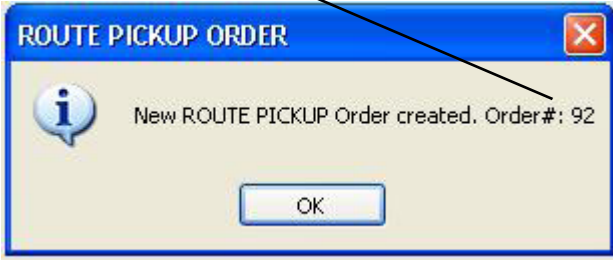 ROUTE PICKUP ORDER
New ROUTE PICKUP Order created. Order#: 92
OK